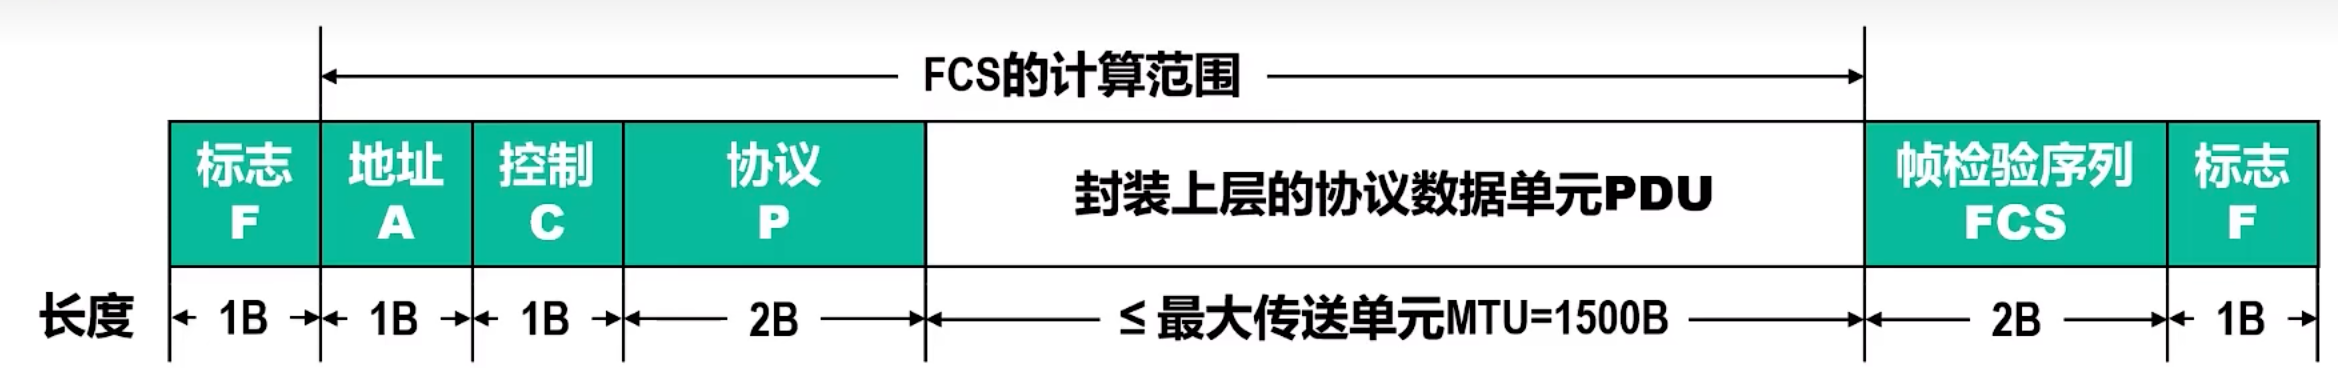 FCS的计算范围
标志
F
地址
A
控制
C
协议
P
封装上层的协议数据单元PDU
帧检验序列
FCS
标志
F
长度
1B
1B
1B
2B
≤ 最大传送单元MTU=1500B
2B
1B